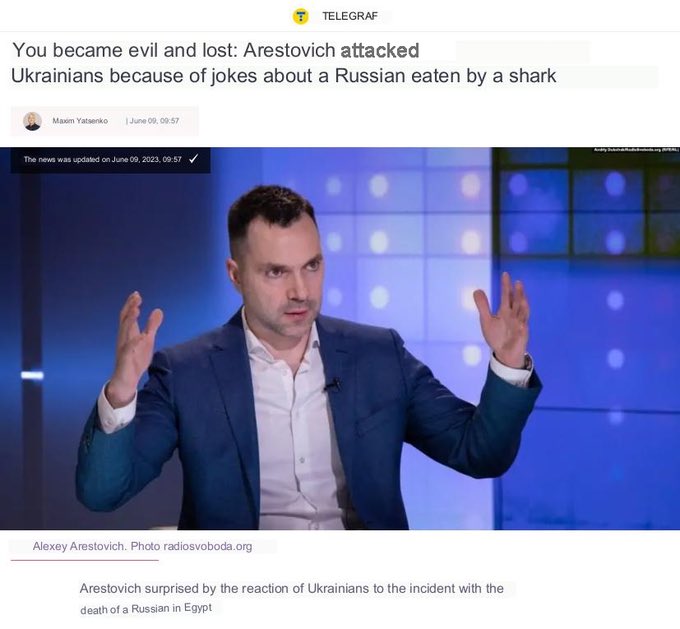 TELEGRAF
You became evil and lost: Arestovich attacked
Ukrainians because of jokes about a Russian eaten by a shark
Maxim Yatsenko | June 09, 09:57
The news was updated on June 09, 2023, 09:57
Alexey Arestovich. Photo radiosvoboda.org
Arestovich surprised by the reaction of Ukrainians to the incident with the
death of a Russian in Egypt